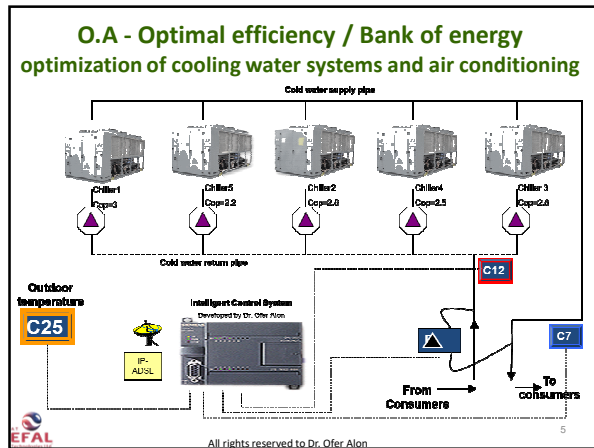 O.A - Optimal efficiency / Bank of energy
optimization of cooling water systems and air conditioning
Cold water supply pipe
Chiller1
Cop=3
Chiller5
Cop=2.2
Chiller2
Cop=2.8
Chiller4
Cop=2.5
Chiller 3
Cop=2.8
Cold water return pipe
C12
Outdoor
temperature
C25
Intelligent Control System
Developed by Dr. Ofer Alon
IP-
ADSL
C7
From
Consumers
To
consumers
EFAL
5
All rights reserved to Dr. Ofer Alon